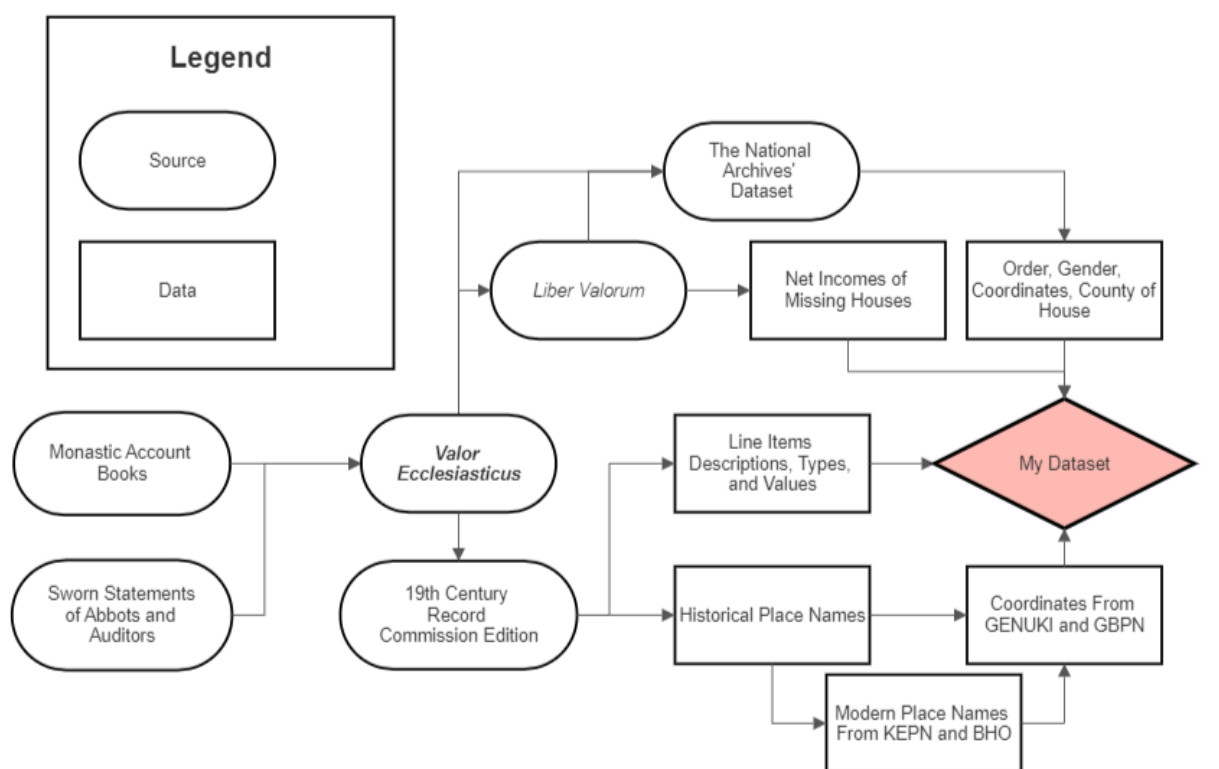 Legend
Source
Data
The National
Archives'
Dataset
Liber Valorum
Net Incomes of
Missing Houses
Order, Gender,
Coordinates, County of
House
Monastic Account
Books
Valor
Ecclesiasticus
Line Items
Descriptions, Types,
and Values
My Dataset
Sworn Statements
of Abbots and
Auditors
19th Century
Record
Commission Edition
Historical Place Names
Coordinates From
GENUKI and GBPN
Modern Place Names
From KEPN and BHO